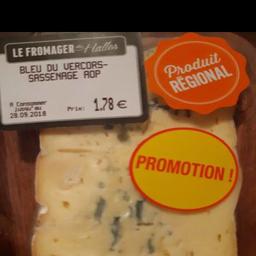 LE FROMAGER des Halles
BLEU DU VERCORS-
SASSENAGE AOP
A Consommer
jusqu'au
28.09.2018
Prix: 1.78 €
Produit
RÉGIONAL
PROMOTION !